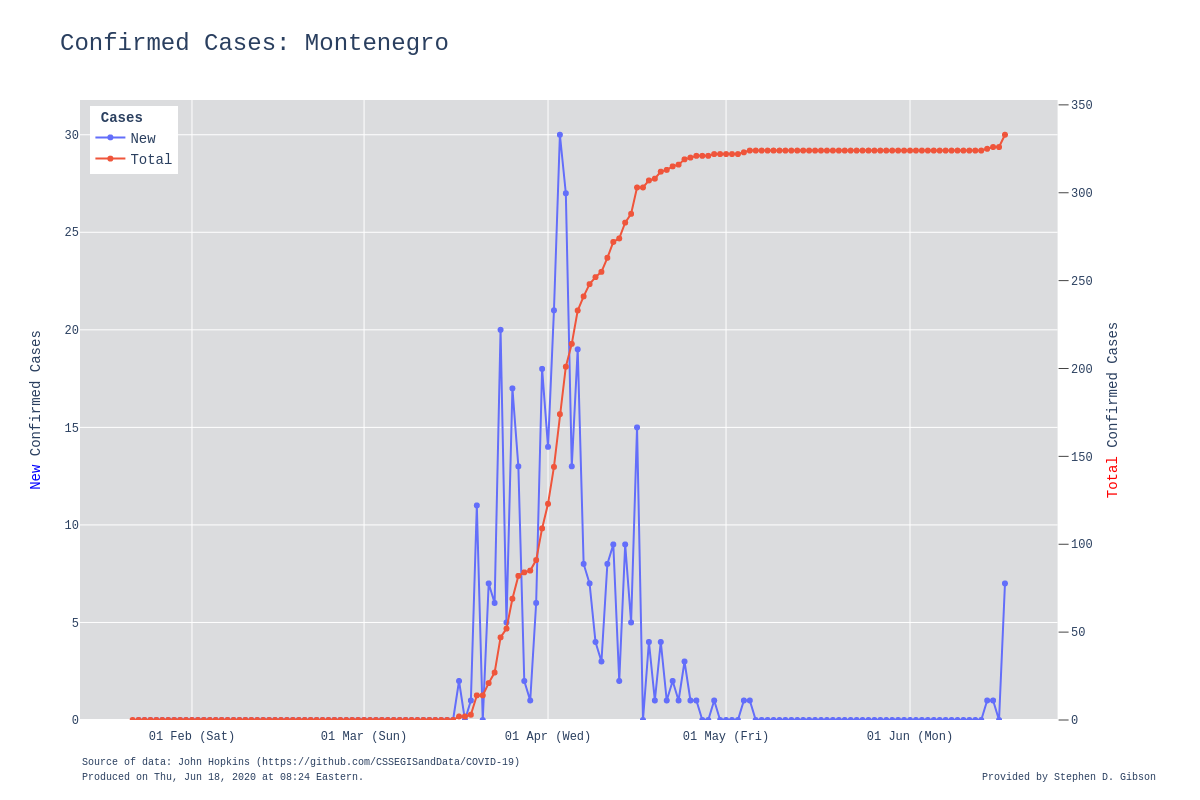 Confirmed Cases: Montenegro
Cases
New
Total
30
25
20
15
10
5
0
350
300
250
200
150
100
50
0
New Confirmed Cases
Total Confirmed Cases
01 Feb (Sat)
01 Mar (Sun)
01 Apr (Wed)
01 May (Fri)
01 Jun (Mon)
Source of data: John Hopkins (https://github.com/CSSEGISandData/COVID-19)
Produced on Thu, Jun 18, 2020 at 08:24 Eastern.
Provided by Stephen D. Gibson